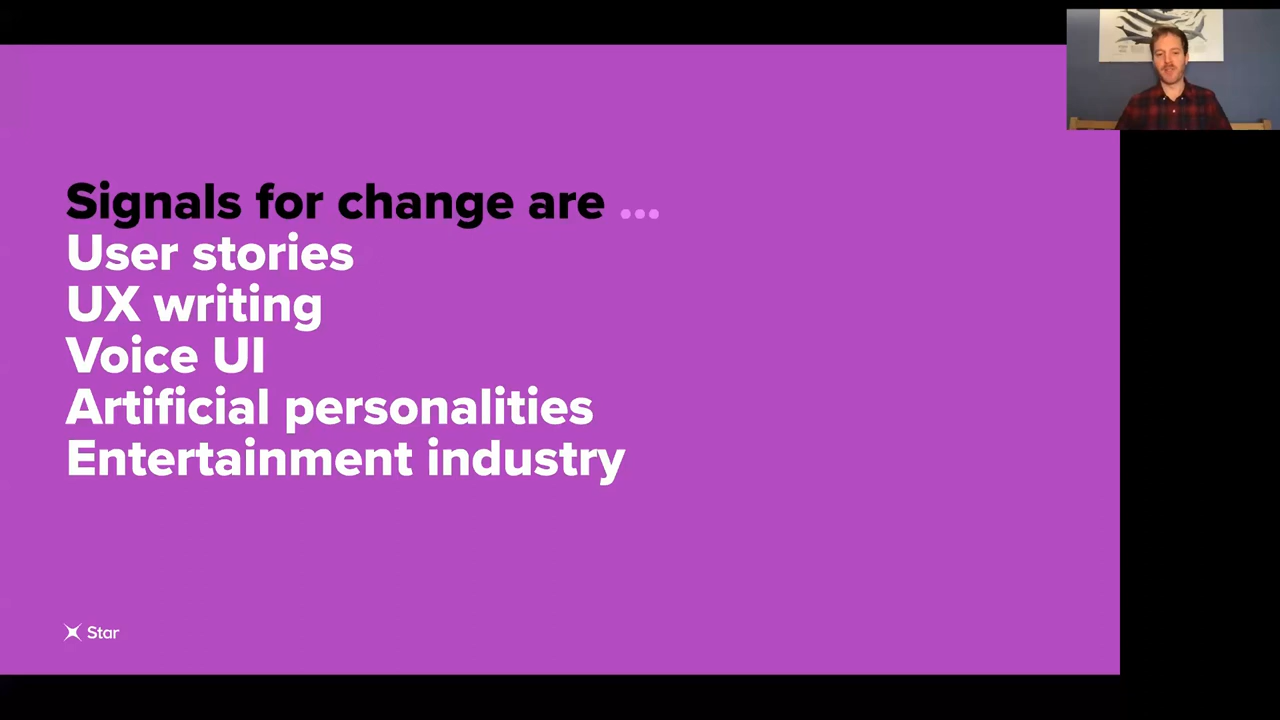 Signals for change are ...
User stories
UX writing
Voice UI
Artificial personalities
Entertainment industry
Star